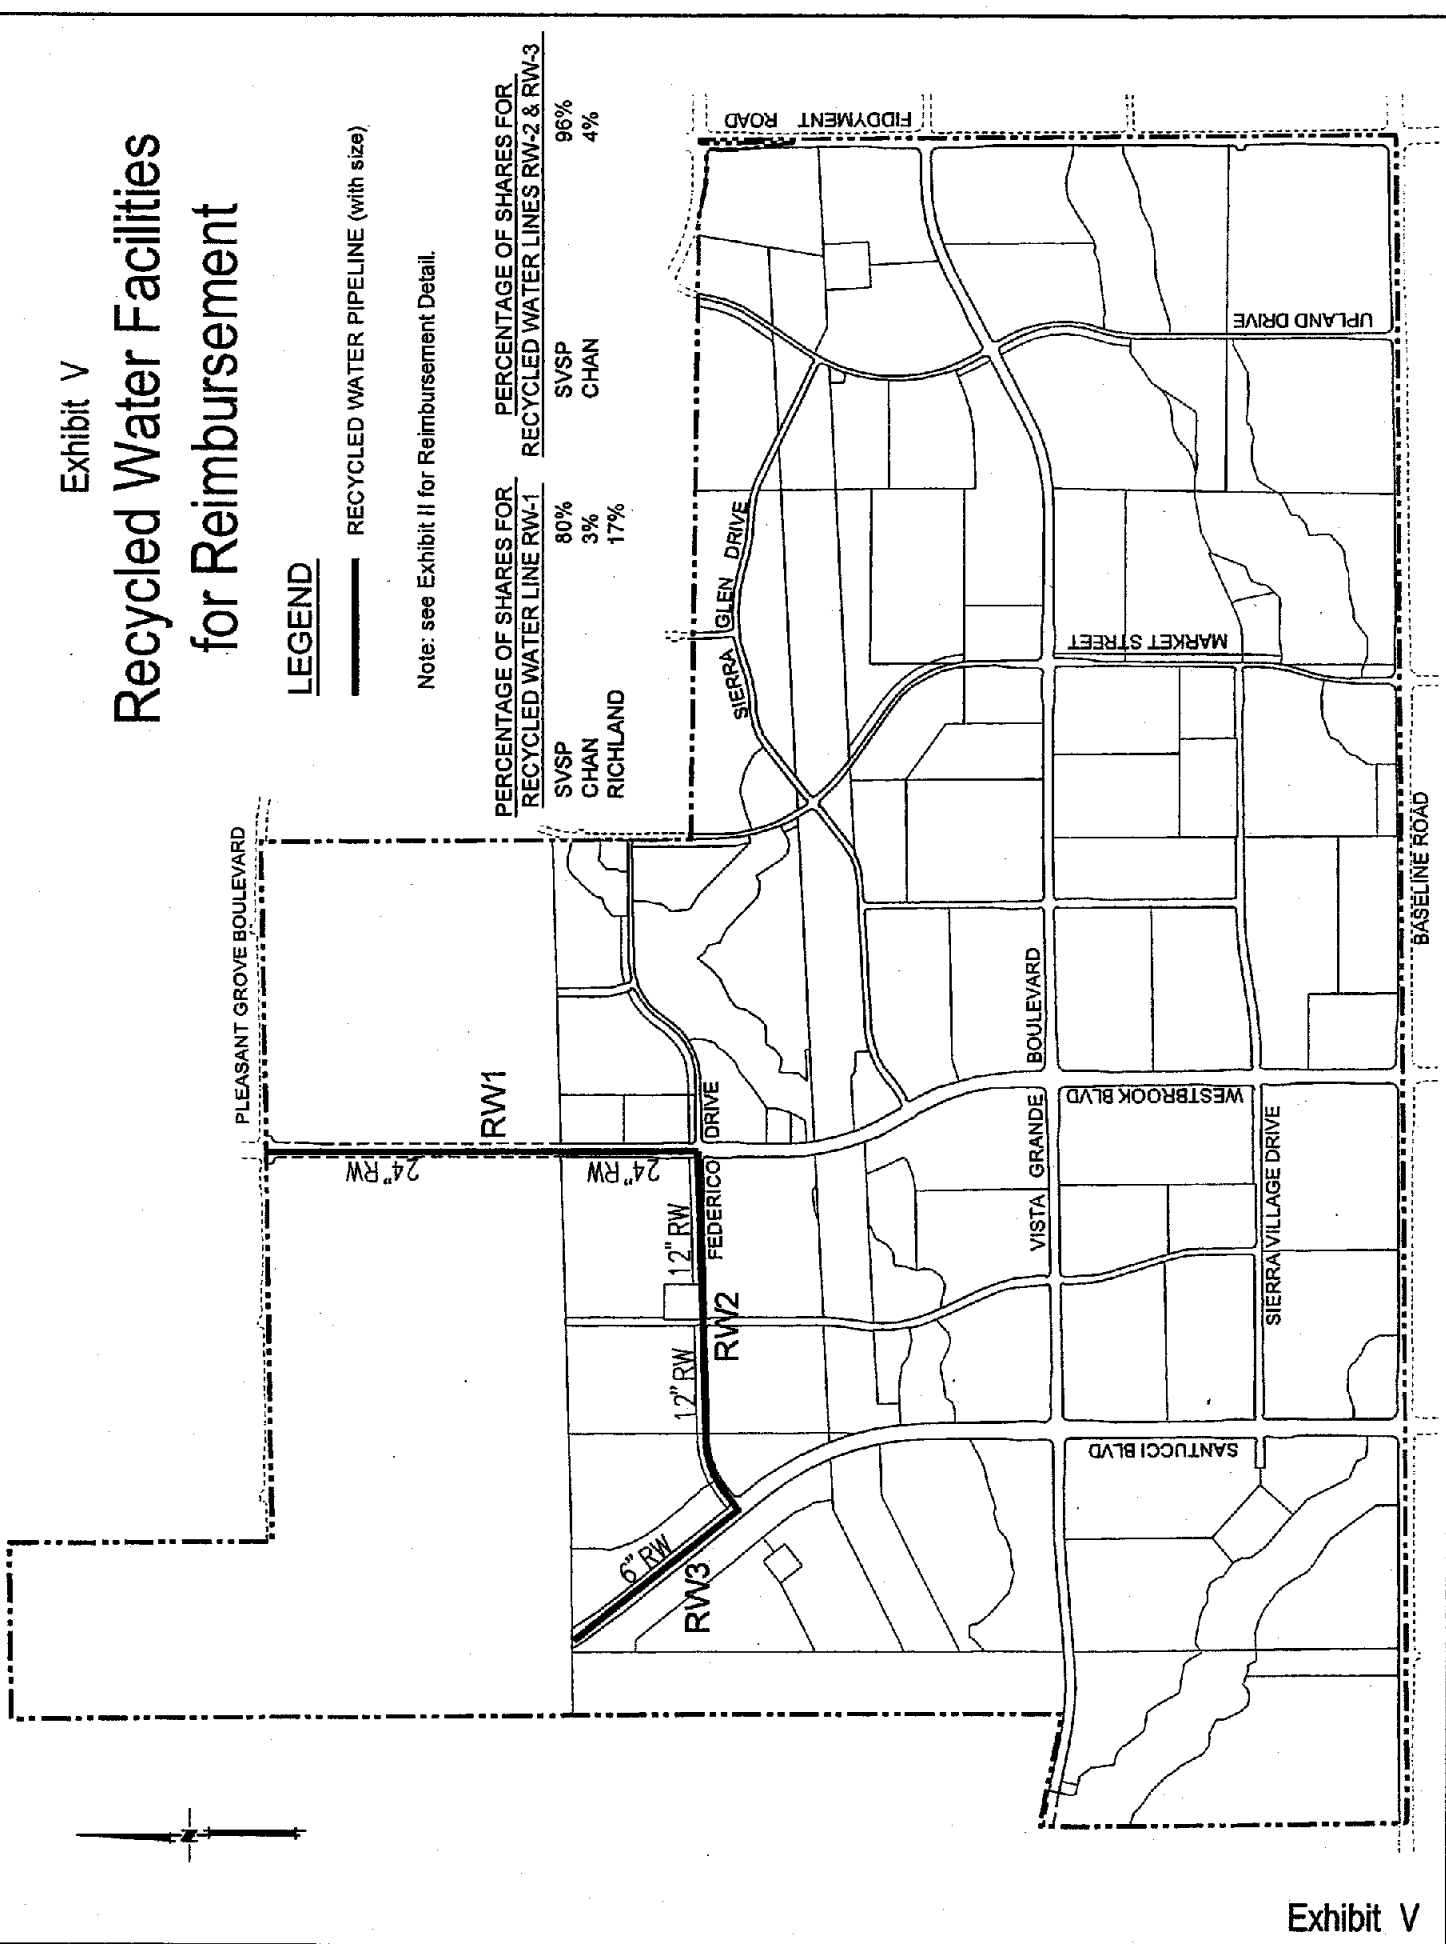 Exhibit V
Recycled Water Facilities
for Reimbursement
LEGEND
RECYCLED WATER PIPELINE (with size)
Note: see Exhibit II for Reimbursement Detail.
PERCENTAGE OF SHARES FOR
RECYCLED WATER LINE RW-1
SVSP 80%
CHAN 3%
RICHLAND 17%
PERCENTAGE OF SHARES FOR
RECYCLED WATER LINES RW-2 & RW-3
SVSP 96%
CHAN 4%
PLEASANT GROVE BOULEVARD
FIDDYMENT ROAD
RW1
24" RW
24" RW
12" RW
12" RW
RW2
6" RW
RW3
FEDERICO DRIVE
SIERRA GLEN DRIVE
UPLAND DRIVE
MARKET STREET
VISTA GRANDE BOULEVARD
WESTBROOK BLVD
SIERRA VILLAGE DRIVE
SANTUCCI BLVD
BASELINE ROAD
N
Exhibit V